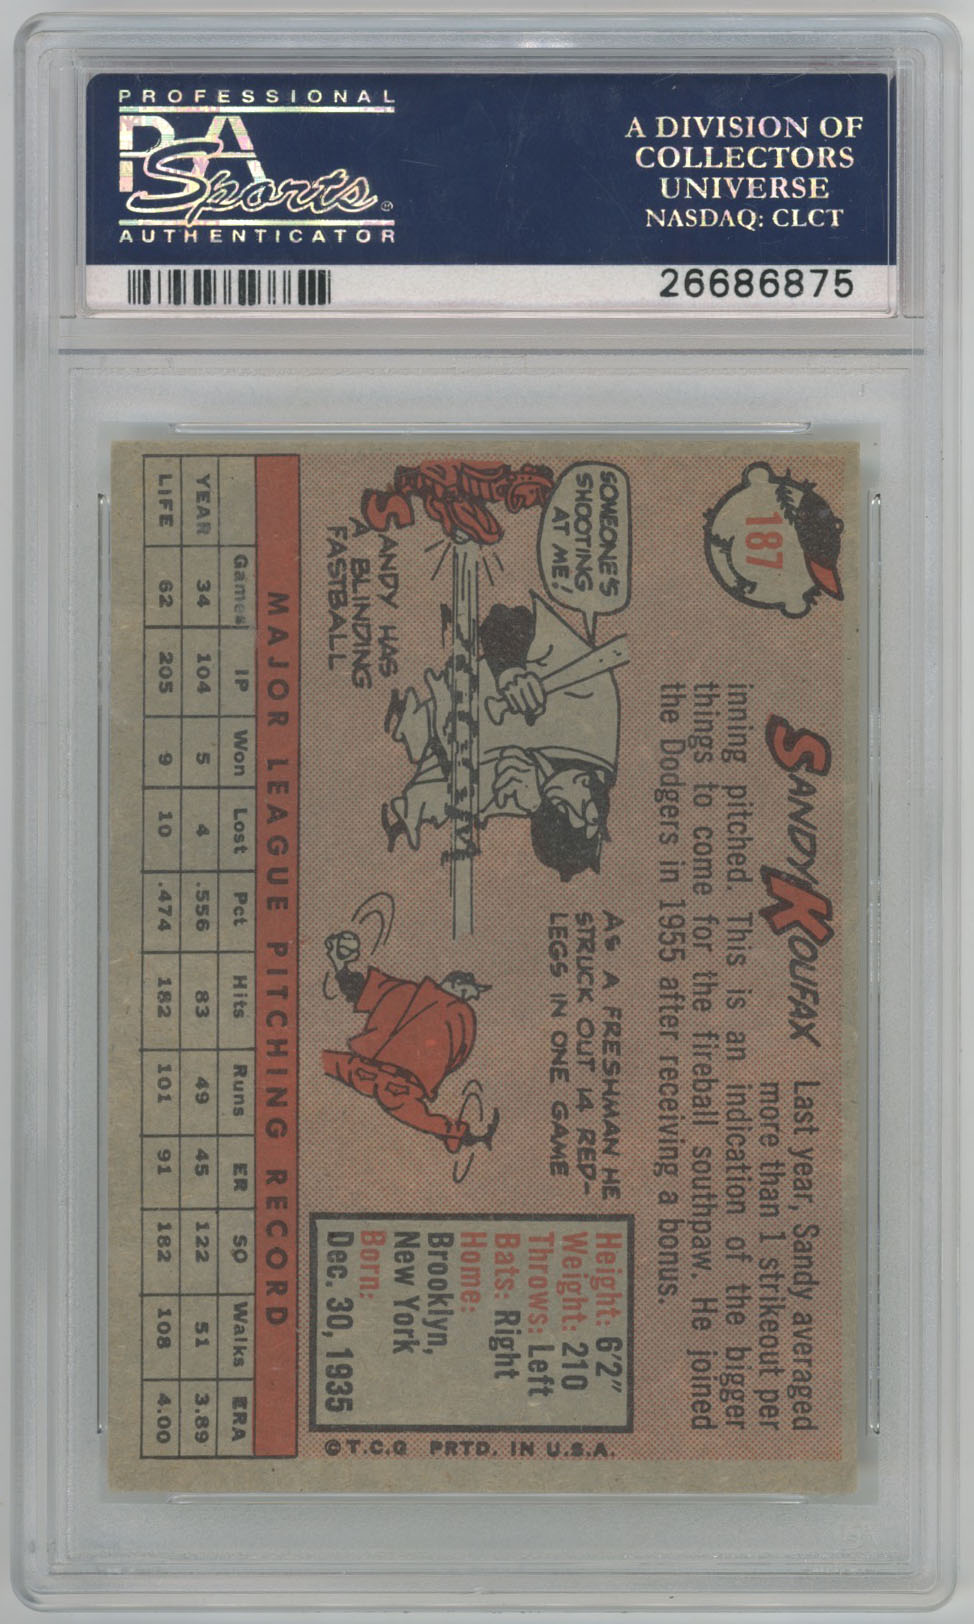 PROFESSIONAL
PSA
Sports
AUTHENTICATOR
A DIVISION OF
COLLECTORS
UNIVERSE
NASDAQ: CLCT
26686875
187
SANDY KOUFAX
Last year, Sandy averaged
more than 1 strikeout per
inning pitched. This is an indication of the bigger
things to come for the fireball southpaw. He joined
the Dodgers in 1955 after receiving a bonus.
SOMEONE'S
SHOOTING
AT ME!
SANDY HAS
A BLINDING
FASTBALL
AS A FRESHMAN HE
STRUCK OUT 14 RED-
LEGS IN ONE GAME
Height: 6'2"
Weight: 210
Throws: Left
Bats: Right
Home:
Brooklyn,
New York
Born:
Dec. 30, 1935
©T.C.G PRTD. IN U.S.A.
MAJOR LEAGUE PITCHING RECORD
Games IP Won Lost Pct Hits Runs ER SO Walks ERA
YEAR 34 104 5 4 .556 83 49 45 122 51 3.89
LIFE 62 205 9 10 .474 182 101 91 182 108 4.00